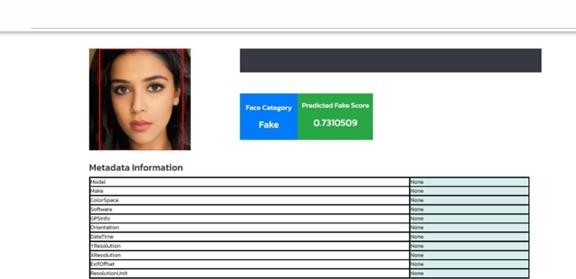 Face Category
Fake
Predicted Fake Score
0.7310509
Metadata Information
Model None
Make None
ColorSpace None
Software None
GPSInfo None
Orientation None
DateTime None
YResolution None
XResolution None
ExifOffset None
ResolutionUnit None